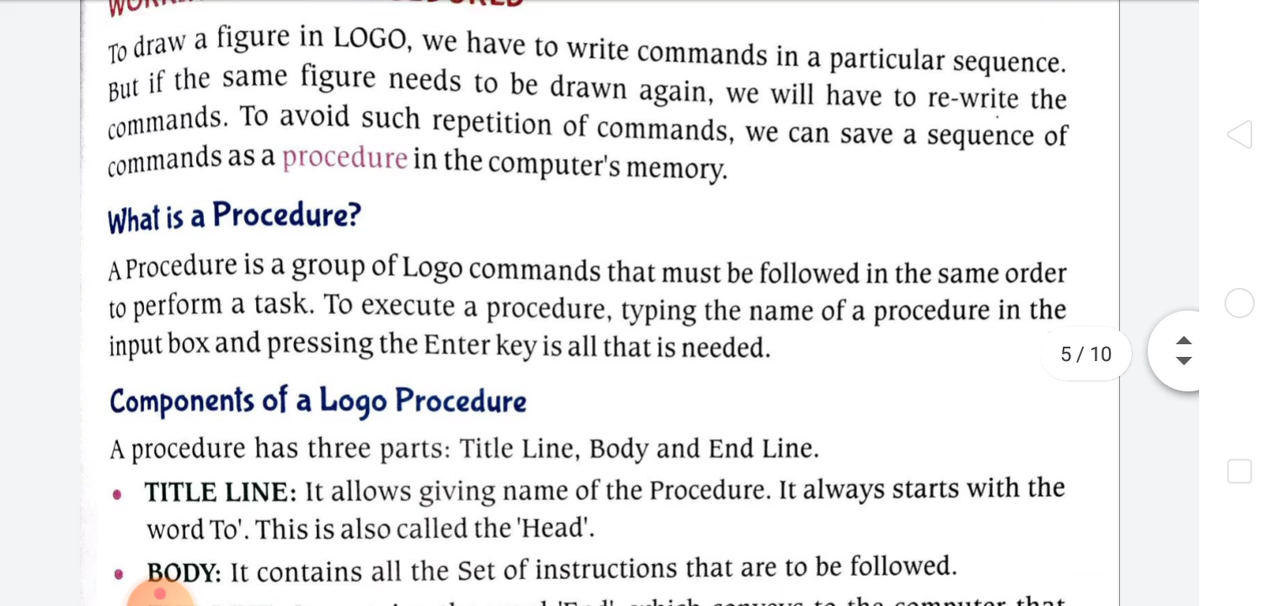 To draw a figure in LOGO, we have to write commands in a particular sequence.
But if the same figure needs to be drawn again, we will have to re-write the
commands. To avoid such repetition of commands, we can save a sequence of
commands as a procedure in the computer's memory.
What is a Procedure?
A Procedure is a group of Logo commands that must be followed in the same order
to perform a task. To execute a procedure, typing the name of a procedure in the
input box and pressing the Enter key is all that is needed.
5 / 10
Components of a Logo Procedure
A procedure has three parts: Title Line, Body and End Line.
• TITLE LINE: It allows giving name of the Procedure. It always starts with the
word To'. This is also called the 'Head'.
• BODY: It contains all the Set of instructions that are to be followed.
'End', which conveys to the computer that